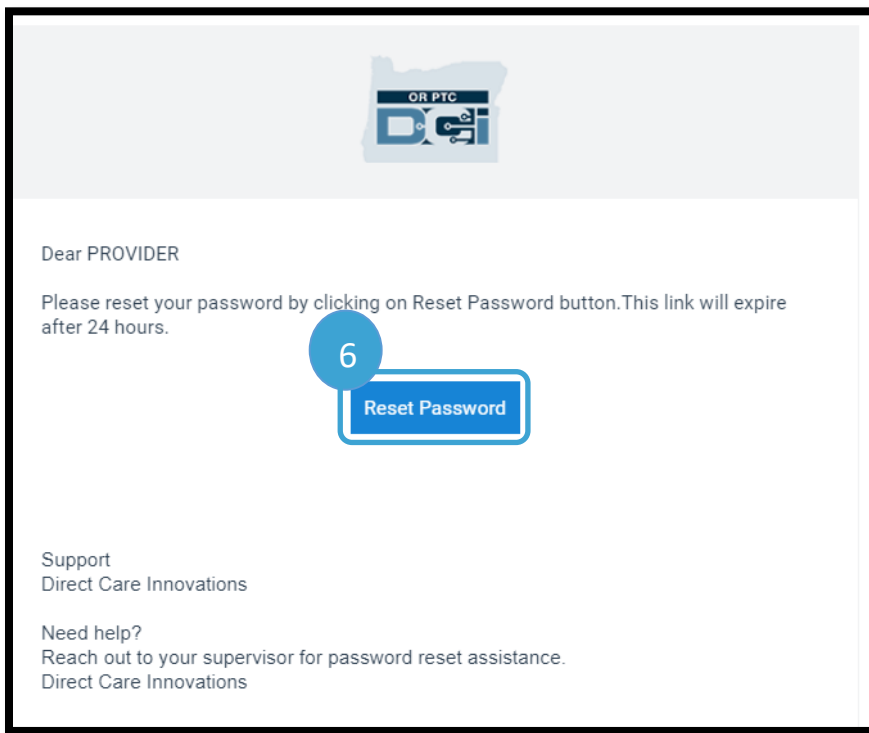 OR PTC
DCi
Dear PROVIDER
Please reset your password by clicking on Reset Password button.This link will expire
after 24 hours.
6
Reset Password
Support
Direct Care Innovations
Need help?
Reach out to your supervisor for password reset assistance.
Direct Care Innovations